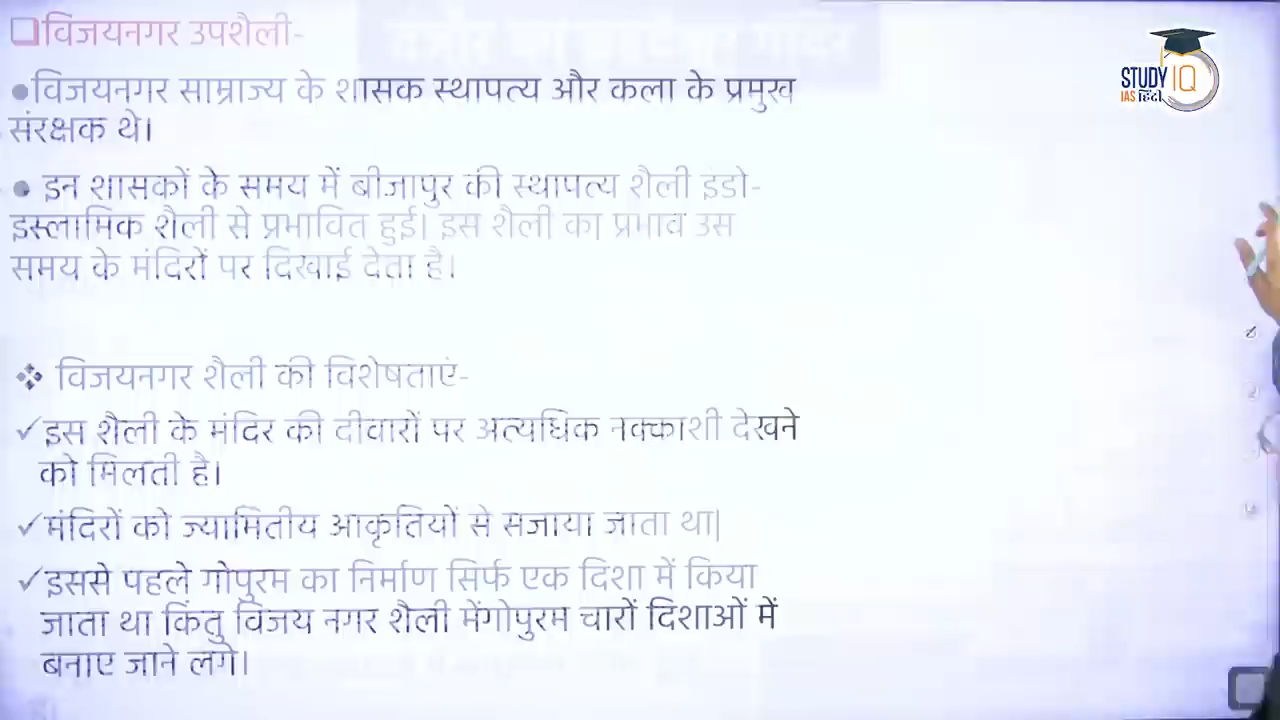 ❑विजयनगर उपशैली-
●विजयनगर साम्राज्य के शासक स्थापत्य और कला के प्रमुख
संरक्षक थे।
● इन शासकों के समय में बीजापुर की स्थापत्य शैली इंडो-
इस्लामिक शैली से प्रभावित हुई। इस शैली का प्रभाव उस
समय के मंदिरों पर दिखाई देता है।
❖ विजयनगर शैली की विशेषताएं-
✓इस शैली के मंदिर की दीवारों पर अत्यधिक नक्काशी देखने
को मिलती है।
✓मंदिरों को ज्यामितीय आकृतियों से सजाया जाता था|
✓इससे पहले गोपुरम का निर्माण सिर्फ एक दिशा में किया
जाता था किंतु विजय नगर शैली मेंगोपुरम चारों दिशाओं में
बनाए जाने लगे।
STUDY IQ
IAS हिंदी